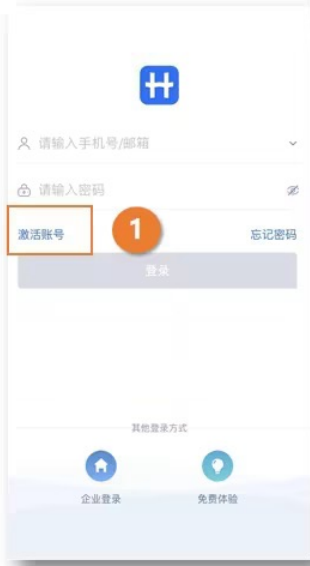 请输入手机号/邮箱
请输入密码
激活账号
1
忘记密码
登录
其他登录方式
企业登录
免费体验